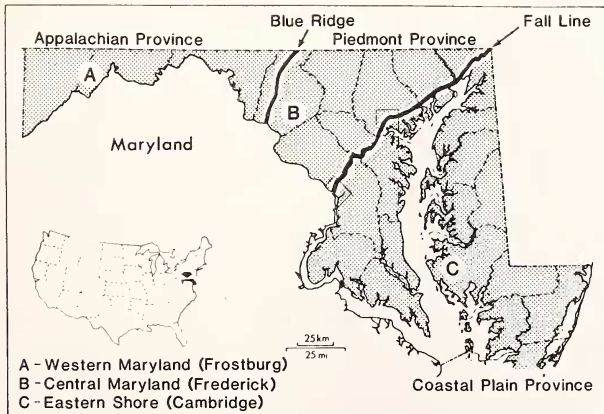 Blue Ridge
Fall Line
Appalachian Province
Piedmont Province
A
B
Maryland
C
25 km
25 mi
A - Western Maryland (Frostburg)
B - Central Maryland (Frederick)
C - Eastern Shore (Cambridge)
Coastal Plain Province